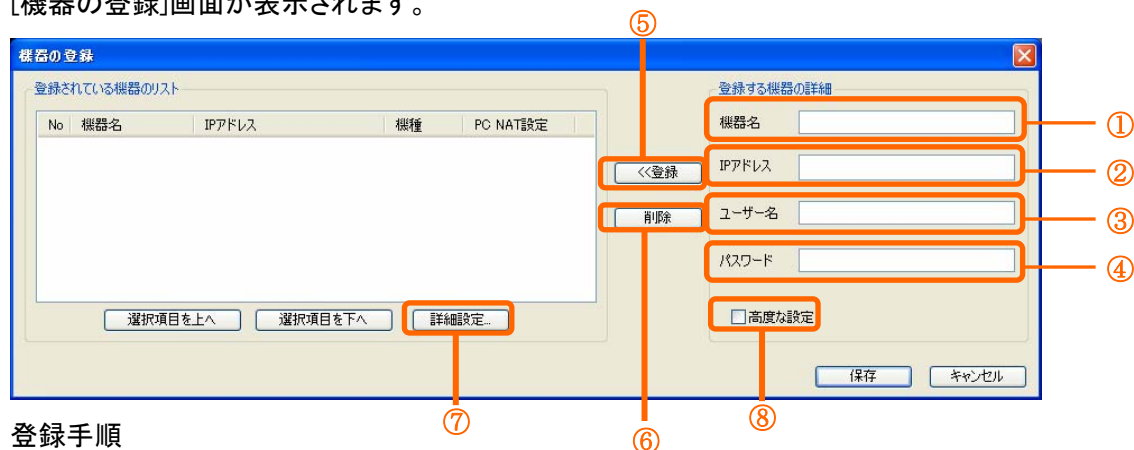 [機器の登録]画面が表示されます。
⑤
機器の登録
登録されている機器のリスト
No 機器名 IPアドレス 機種 PC NAT設定
選択項目を上へ 選択項目を下へ 詳細設定...
<<登録
削除
登録する機器の詳細
機器名 ①
IPアドレス ②
ユーザー名 ③
パスワード ④
高度な設定
保存 キャンセル
⑦ ⑥ ⑧
登録手順